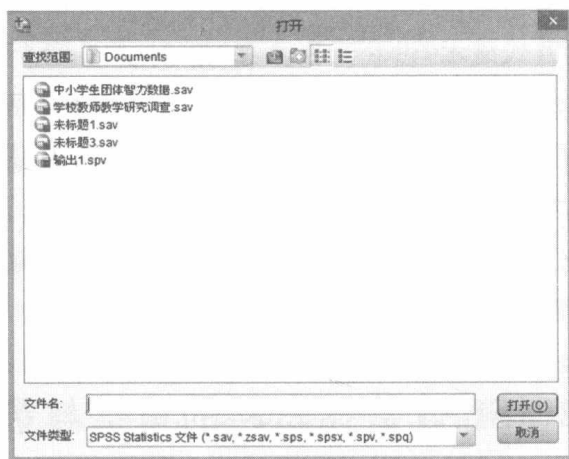 打开
查找范围: Documents
中小学生团体智力数据.sav
学校教师教学研究调查.sav
未标题1.sav
未标题3.sav
输出1.spv
文件名: 打开(O)
文件类型: SPSS Statistics 文件 (*.sav, *.zsav, *.sps, *.spsx, *.spv, *.spq) 取消